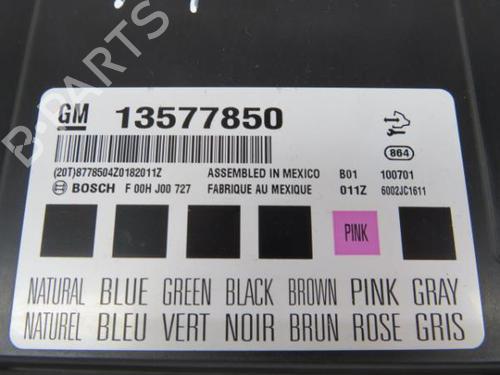 B-PARTS
GM 13577850
(20T)8778504Z0182011Z ASSEMBLED IN MEXICO B01 100701
BOSCH F 00H J00 727 FABRIQUE AU MEXIQUE 011Z 6002JC1611
864
PINK
NATURAL BLUE GREEN BLACK BROWN PINK GRAY
NATUREL BLEU VERT NOIR BRUN ROSE GRIS